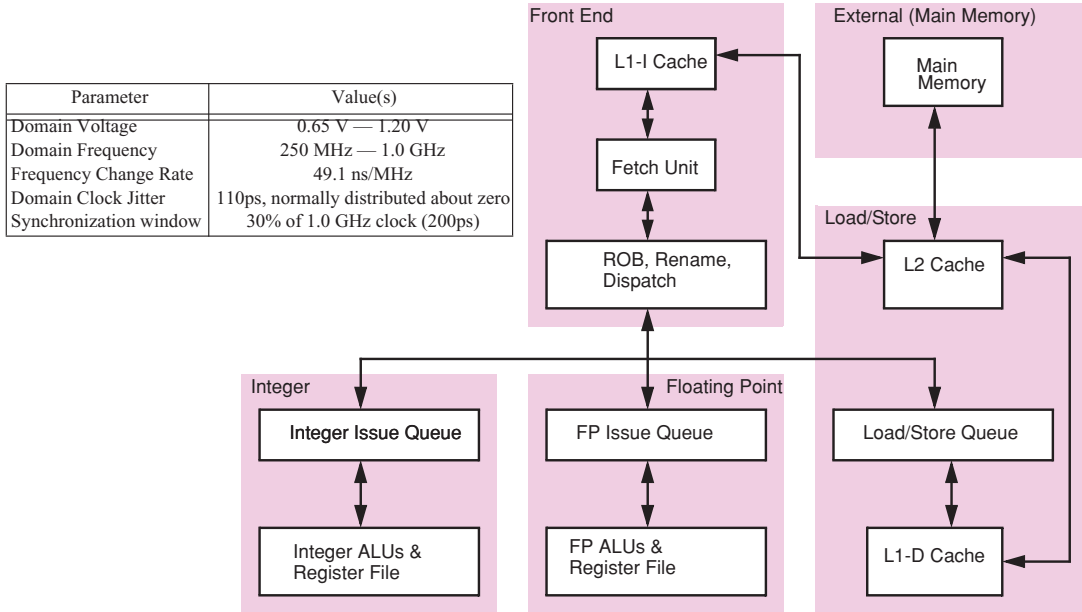 Parameter Value(s)
Domain Voltage 0.65 V — 1.20 V
Domain Frequency 250 MHz — 1.0 GHz
Frequency Change Rate 49.1 ns/MHz
Domain Clock Jitter 110ps, normally distributed about zero
Synchronization window 30% of 1.0 GHz clock (200ps)
Front End
L1-I Cache
Fetch Unit
ROB, Rename,
Dispatch
External (Main Memory)
Main
Memory
Load/Store
L2 Cache
Integer
Integer Issue Queue
Integer ALUs &
Register File
Floating Point
FP Issue Queue
FP ALUs &
Register File
Load/Store Queue
L1-D Cache